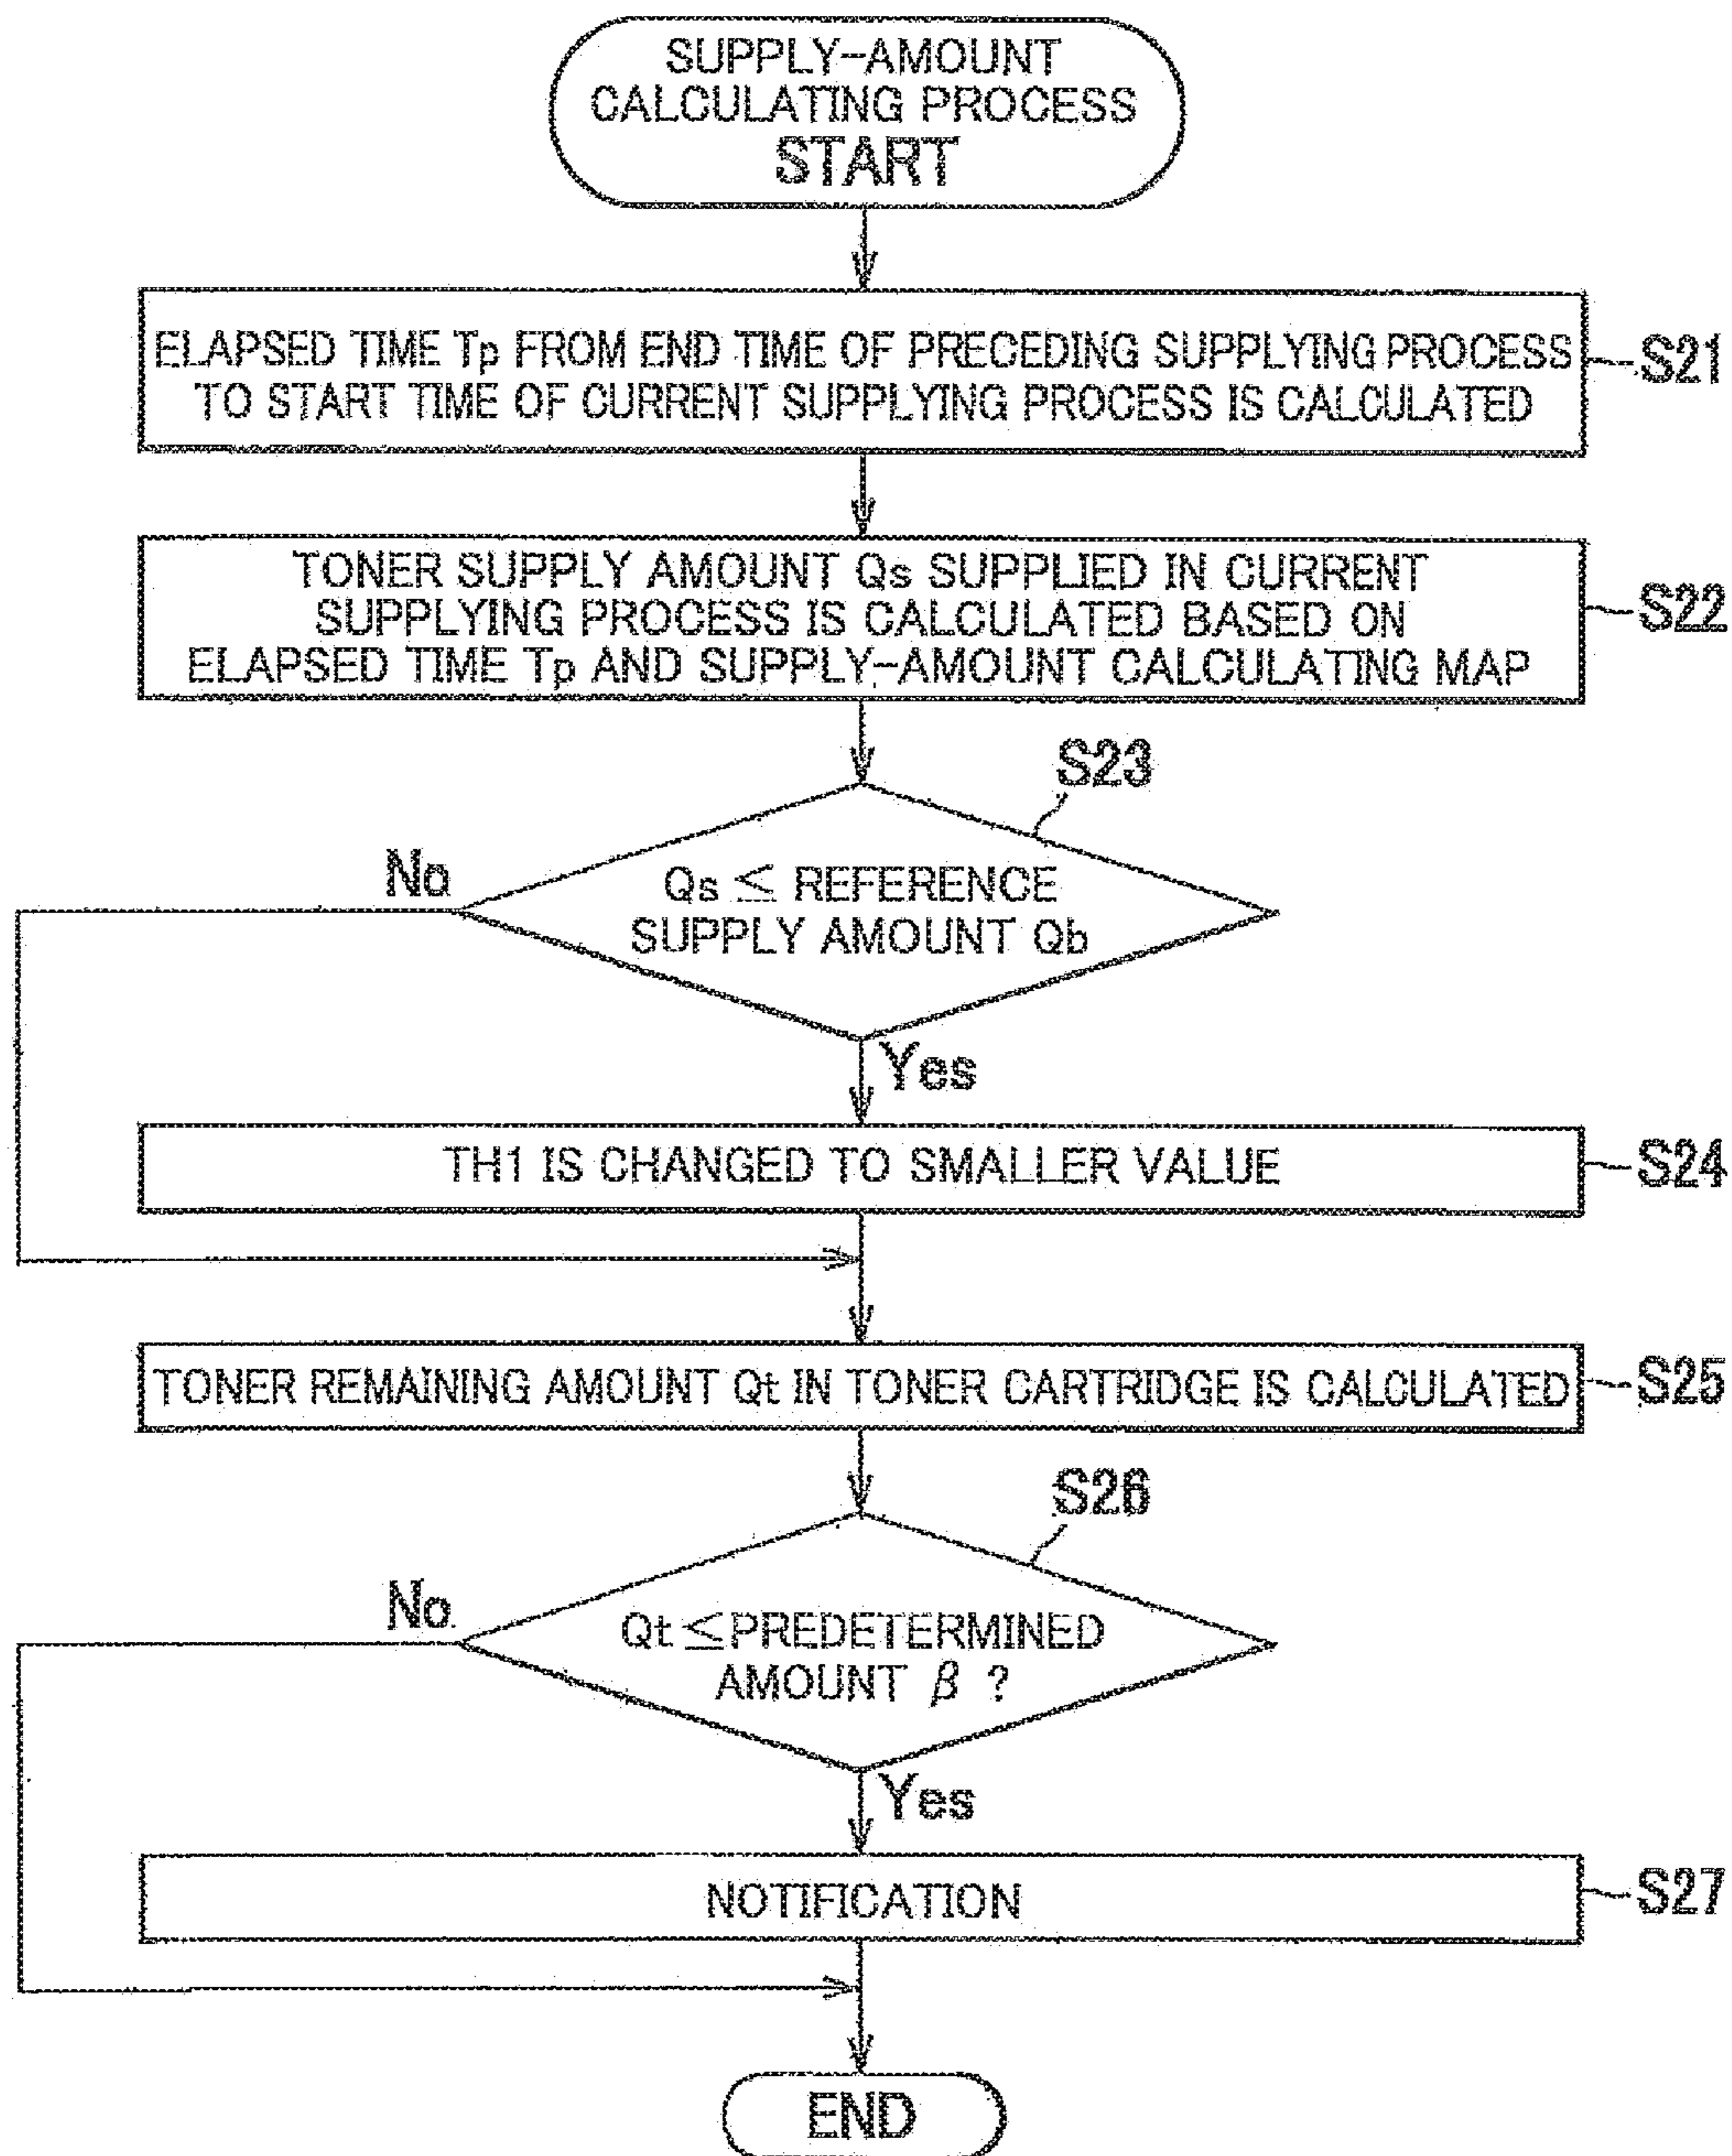 SUPPLY-AMOUNT
CALCULATING PROCESS
START
ELAPSED TIME Tp FROM END TIME OF PRECEDING SUPPLYING PROCESS
TO START TIME OF CURRENT SUPPLYING PROCESS IS CALCULATED
S21
TONER SUPPLY AMOUNT Qs SUPPLIED IN CURRENT
SUPPLYING PROCESS IS CALCULATED BASED ON
ELAPSED TIME Tp AND SUPPLY-AMOUNT CALCULATING MAP
S22
S23
No
Qs ≦ REFERENCE
SUPPLY AMOUNT Qb
Yes
TH1 IS CHANGED TO SMALLER VALUE
S24
TONER REMAINING AMOUNT Qt IN TONER CARTRIDGE IS CALCULATED
S25
S26
No
Qt ≦PREDETERMINED
AMOUNT β ?
Yes
NOTIFICATION
S27
END